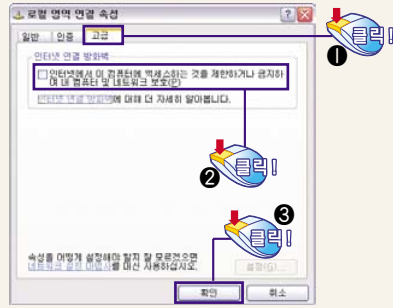 로컬 영역 연결 속성
일반 인증 고급
인터넷 연결 방화벽
인터넷에서 이 컴퓨터에 액세스하는 것을 제한하거나 금지하
여 내 컴퓨터 및 네트워크 보호(P)
인터넷 연결 방화벽에 대해 더 자세히 알아봅니다.
속성을 어떻게 설정해야 할지 잘 모르겠으면
네트워크 설정 마법사를 대신 사용하십시오.
설정(G)...
확인 취소
클릭!
❶
클릭!
❷
❸
클릭!